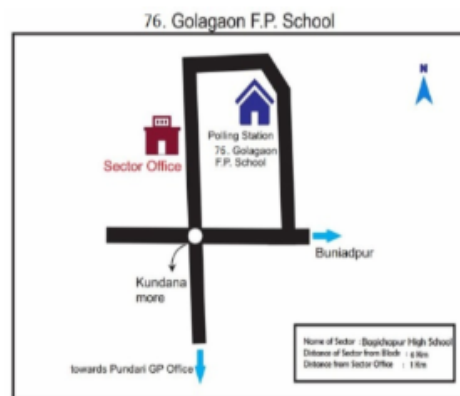 76. Golagaon F.P. School
N
Polling Station
76. Golagaon
F.P. School
Sector Office
Buniadpur
Kundana
more
towards Pundari GP Office
Name of Sector : Bagichapur High School
Distance of Sector from Block : 6 Km
Distance from Sector Office : 1 Km